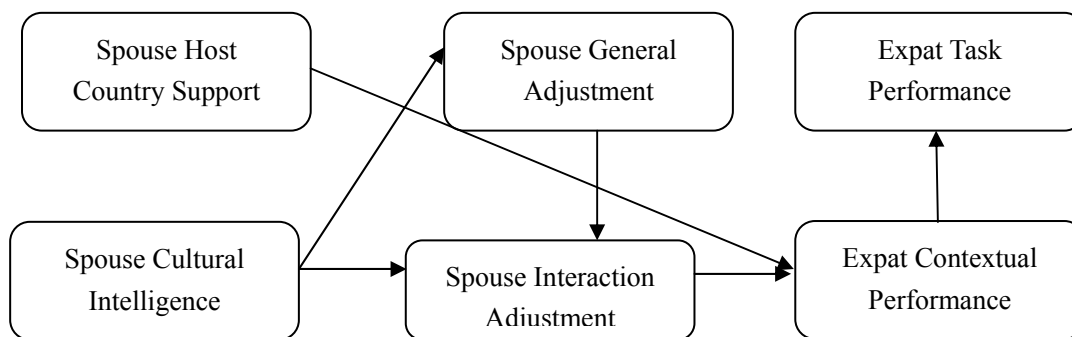 Spouse Host
Country Support
Spouse General
Adjustment
Expat Task
Performance
Spouse Cultural
Intelligence
Spouse Interaction
Adjustment
Expat Contextual
Performance